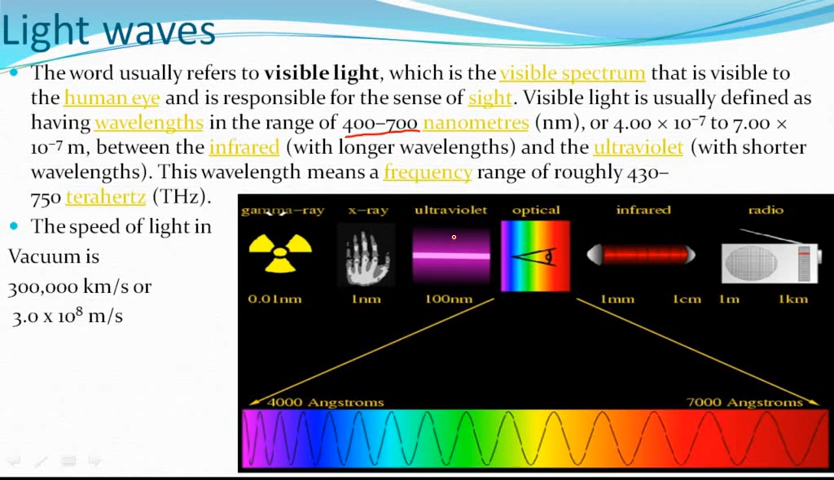 Light waves
• The word usually refers to visible light, which is the visible spectrum that is visible to
the human eye and is responsible for the sense of sight. Visible light is usually defined as
having wavelengths in the range of 400–700 nanometres (nm), or 4.00 × 10⁻⁷ to 7.00 ×
10⁻⁷ m, between the infrared (with longer wavelengths) and the ultraviolet (with shorter
wavelengths). This wavelength means a frequency range of roughly 430–
750 terahertz (THz).
• The speed of light in
Vacuum is
300,000 km/s or
3.0 x 10⁸ m/s
gamma-ray x-ray ultraviolet optical infrared radio
0.01nm 1nm 100nm 1mm 1cm 1m 1km
4000 Angstroms 7000 Angstroms